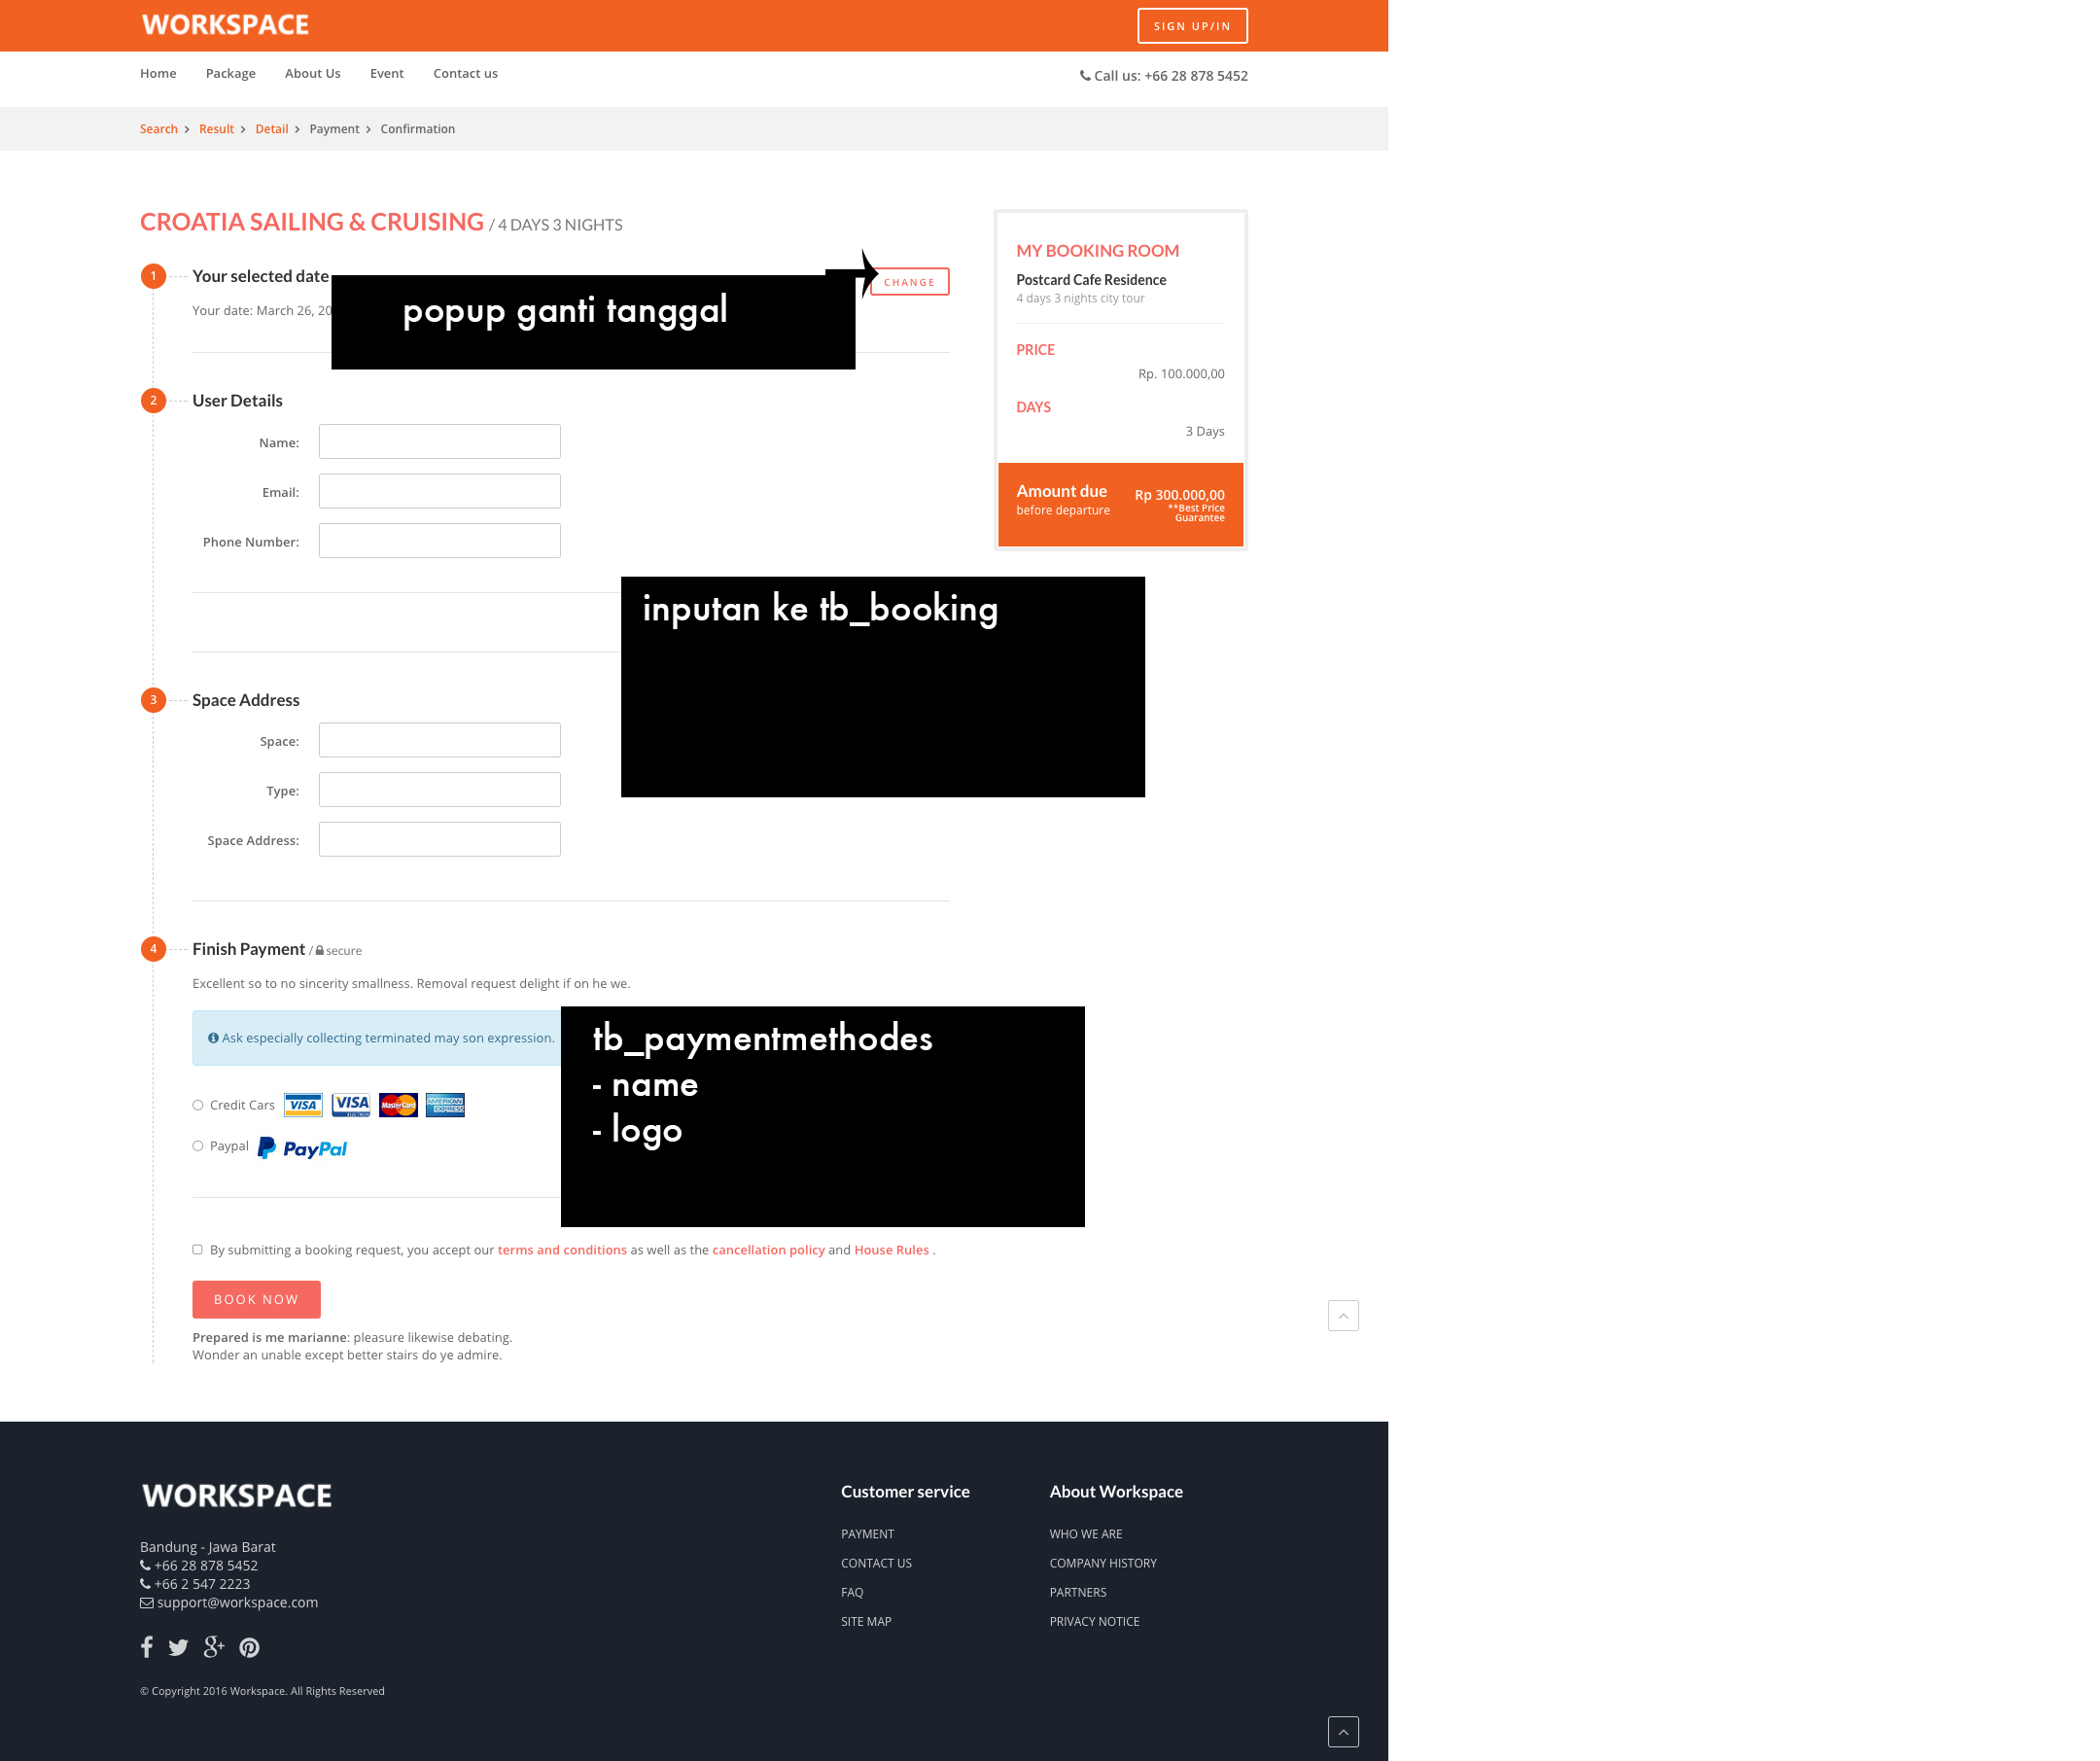 WORKSPACE
SIGN UP/IN
Home Package About Us Event Contact us
Call us: +66 28 878 5452
Search > Result > Detail > Payment > Confirmation
CROATIA SAILING & CRUISING / 4 DAYS 3 NIGHTS
1 Your selected date
CHANGE
popup ganti tanggal
Your date: March 26, 20
2 User Details
Name:
Email:
Phone Number:
MY BOOKING ROOM
Postcard Cafe Residence
4 days 3 nights city tour
PRICE
Rp. 100.000,00
DAYS
3 Days
Amount due Rp 300.000,00
before departure **Best Price
Guarantee
inputan ke tb_booking
3 Space Address
Space:
Type:
Space Address:
4 Finish Payment / secure
Excellent so to no sincerity smallness. Removal request delight if on he we.
Ask especially collecting terminated may son expression.
tb_paymentmethodes
- name
- logo
Credit Cars VISA VISA ELECTRON MasterCard AMERICAN EXPRESS
Paypal PayPal
By submitting a booking request, you accept our terms and conditions as well as the cancellation policy and House Rules .
BOOK NOW
Prepared is me marianne: pleasure likewise debating.
Wonder an unable except better stairs do ye admire.
WORKSPACE
Bandung - Jawa Barat
+66 28 878 5452
+66 2 547 2223
support@workspace.com
© Copyright 2016 Workspace. All Rights Reserved
Customer service
PAYMENT
CONTACT US
FAQ
SITE MAP
About Workspace
WHO WE ARE
COMPANY HISTORY
PARTNERS
PRIVACY NOTICE